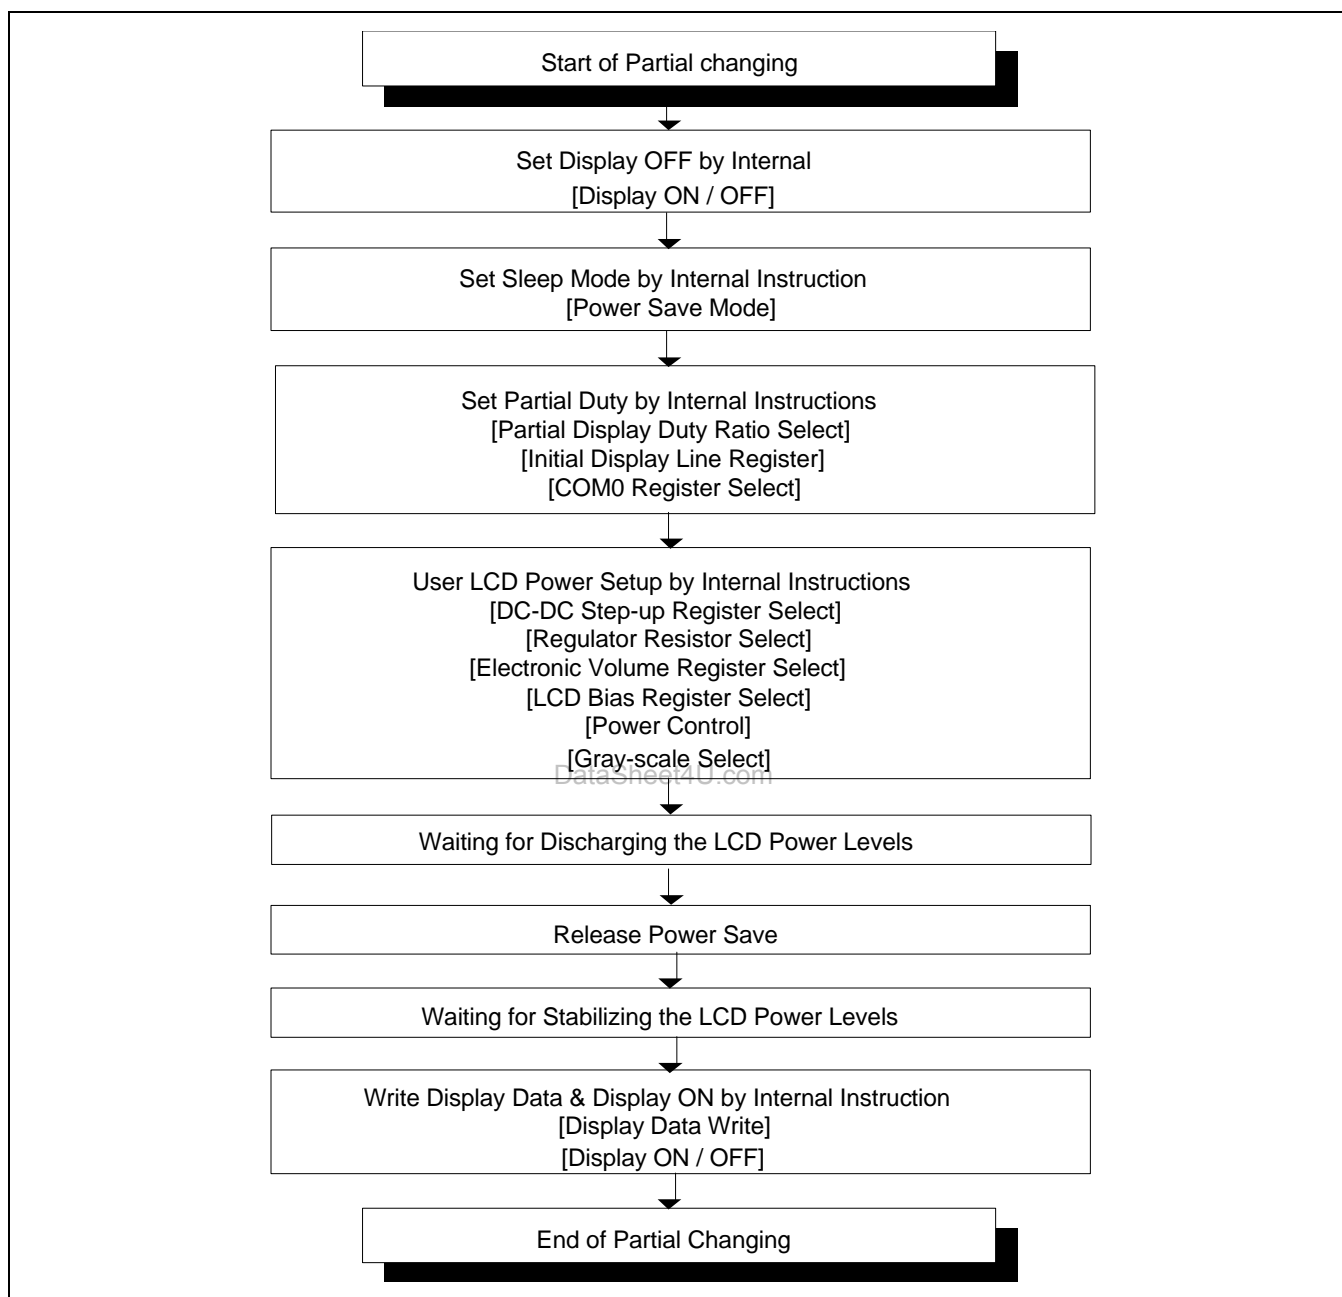 Start of Partial changing
Set Display OFF by Internal
[Display ON / OFF]
Set Sleep Mode by Internal Instruction
[Power Save Mode]
Set Partial Duty by Internal Instructions
[Partial Display Duty Ratio Select]
[Initial Display Line Register]
[COM0 Register Select]
User LCD Power Setup by Internal Instructions
[DC-DC Step-up Register Select]
[Regulator Resistor Select]
[Electronic Volume Register Select]
[LCD Bias Register Select]
[Power Control]
[Gray-scale Select]
DataSheet4U.com
Waiting for Discharging the LCD Power Levels
Release Power Save
Waiting for Stabilizing the LCD Power Levels
Write Display Data & Display ON by Internal Instruction
[Display Data Write]
[Display ON / OFF]
End of Partial Changing